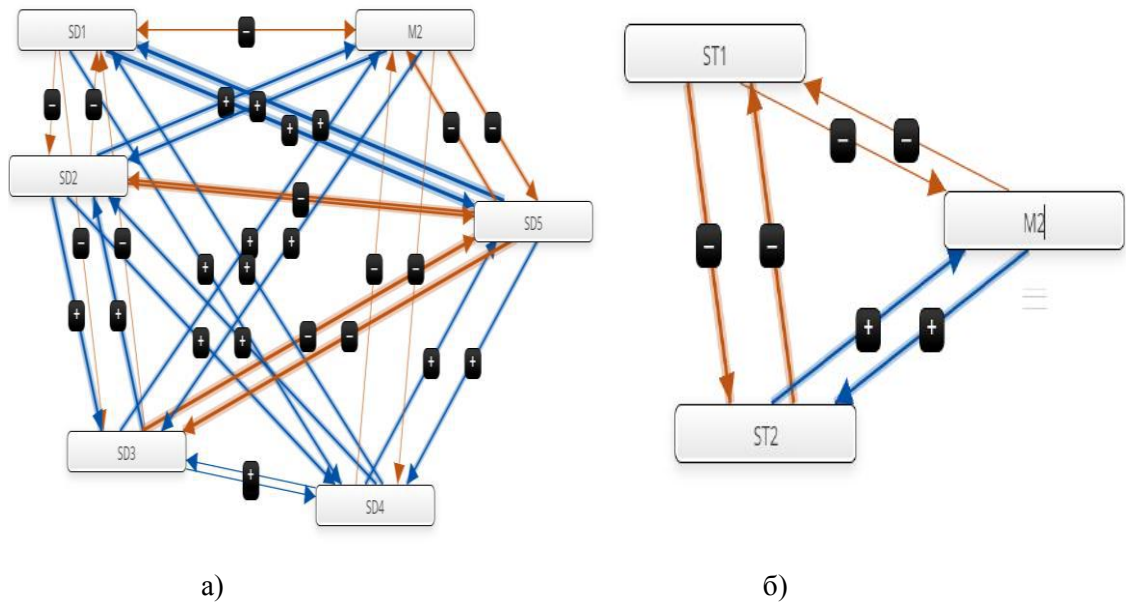 SD1 − M2
− − + + + + − −
SD2 − SD5
− − + + + + − −
+ + + + − − + +
SD3 +
SD4
а)
ST1
− −
M2
− −
+ +
ST2
б)